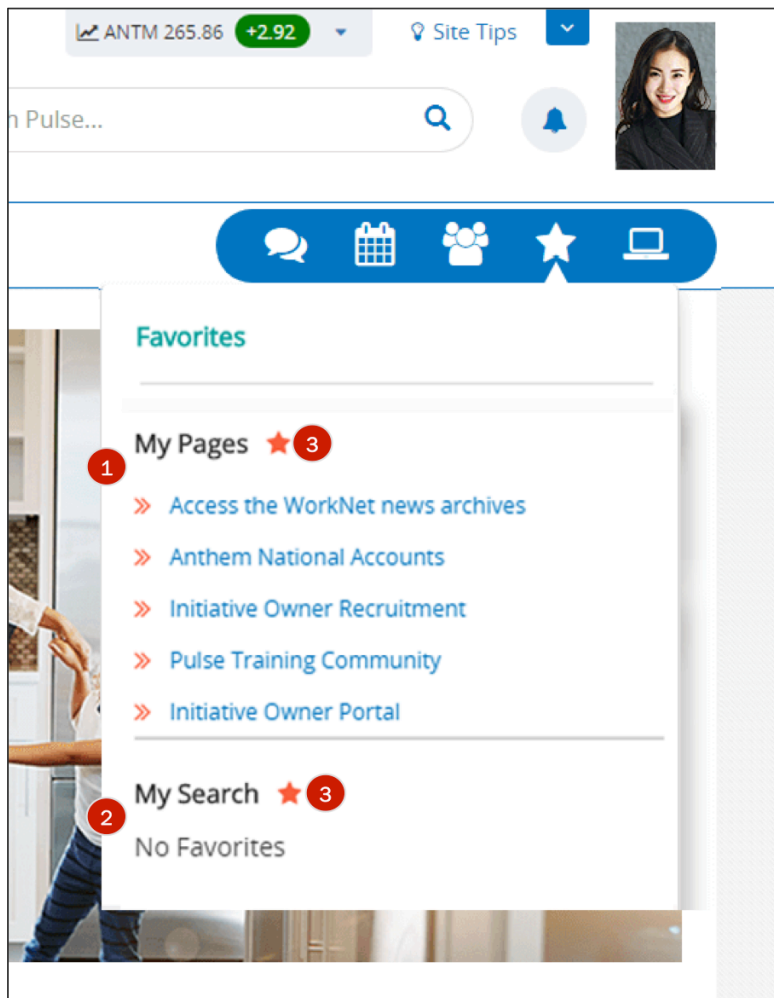 ANTM 265.86 +2.92 Site Tips
Pulse...
Favorites
My Pages 3
1
Access the WorkNet news archives
Anthem National Accounts
Initiative Owner Recruitment
Pulse Training Community
Initiative Owner Portal
My Search 3
2
No Favorites